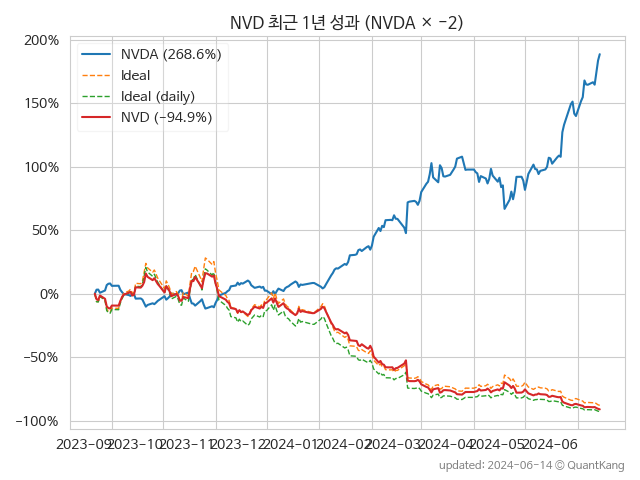 NVD 최근 1년 성과 (NVDA × −2)
200%
150%
100%
50%
0%
−50%
−100%
NVDA (268.6%)
Ideal
Ideal (daily)
NVD (−94.9%)
2023-09 2023-10 2023-11 2023-12 2024-01 2024-02 2024-03 2024-04 2024-05 2024-06
updated: 2024-06-14 © QuantKang